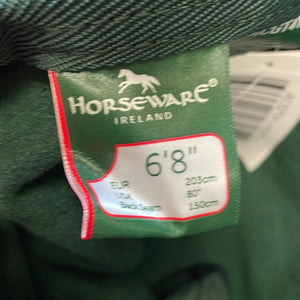 HORSEWARE®
IRELAND
6'8"
EUR 203cm
USA 80"
Back Seam 150cm